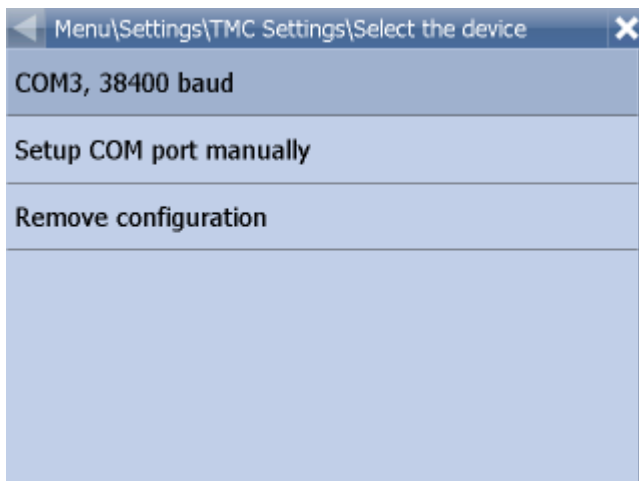 Menu\Settings\TMC Settings\Select the device
COM3, 38400 baud
Setup COM port manually
Remove configuration